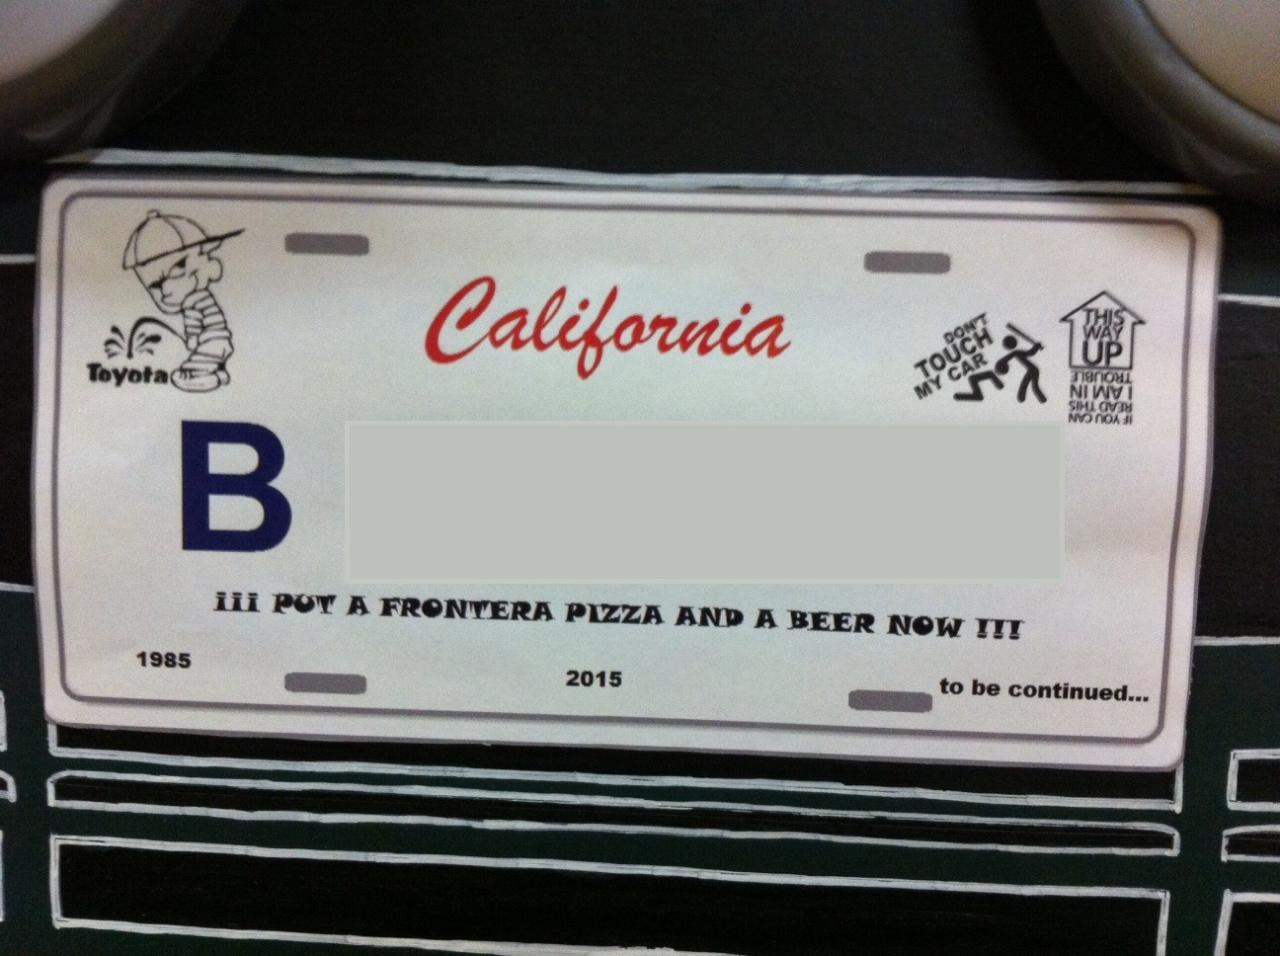 California
Toyota
DON'T
TOUCH
MY CAR
THIS
WAY
UP
IF YOU CAN
READ THIS
I AM IN
TROUBLE
B
¡¡¡ PUT A FRONTERA PIZZA AND A BEER NOW !!!
1985
2015
to be continued...